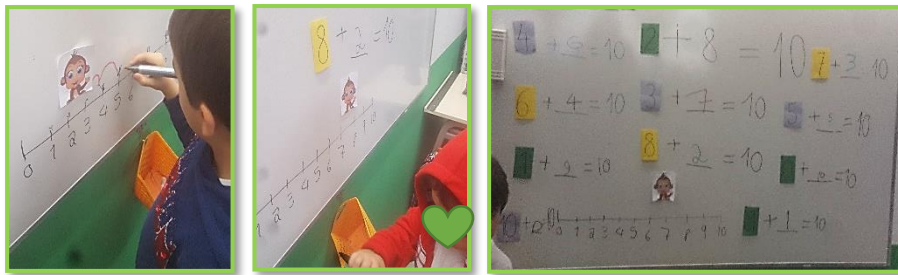 0 1 2 3 4 5 6
8 + 2 = 10
1 2 3 4 5 6 7 8 9 10
4 + = 10
2 + 8 = 10
7 + 3 10
6 + 4 = 10
3 + 7 = 10
5 + 5 = 10
1 + 9 = 10
8 + 2 = 10
+ = 10
+ 1 = 10
0 1 2 3 4 5 6 7 8 9 10